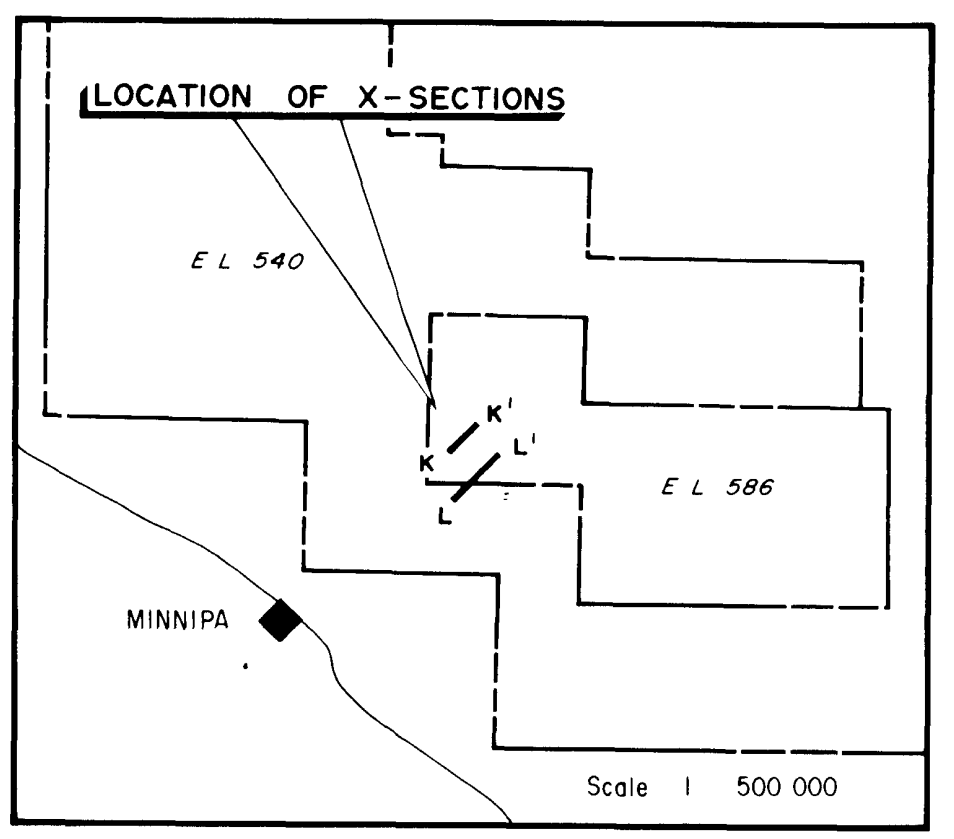 LOCATION OF X-SECTIONS
E L 540
K'
L'
K
E L 586
L
MINNIPA
Scale 1 500 000